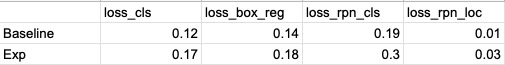 loss_cls loss_box_reg loss_rpn_cls loss_rpn_loc
Baseline 0.12 0.14 0.19 0.01
Exp 0.17 0.18 0.3 0.03